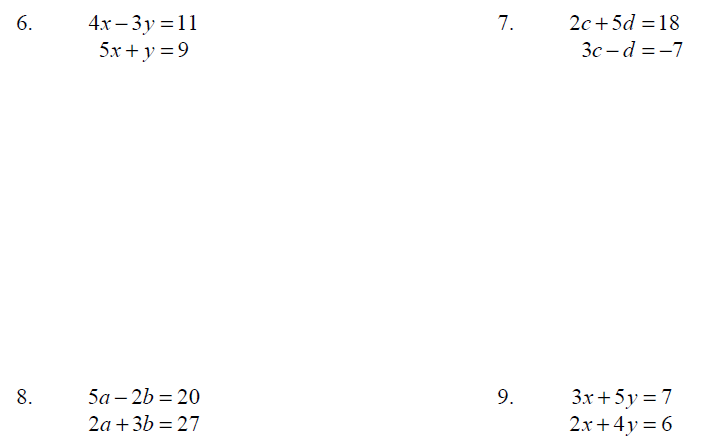 6. 4x – 3y = 11
5x + y = 9
7. 2c + 5d = 18
3c – d = –7
8. 5a – 2b = 20
2a + 3b = 27
9. 3x + 5y = 7
2x + 4y = 6